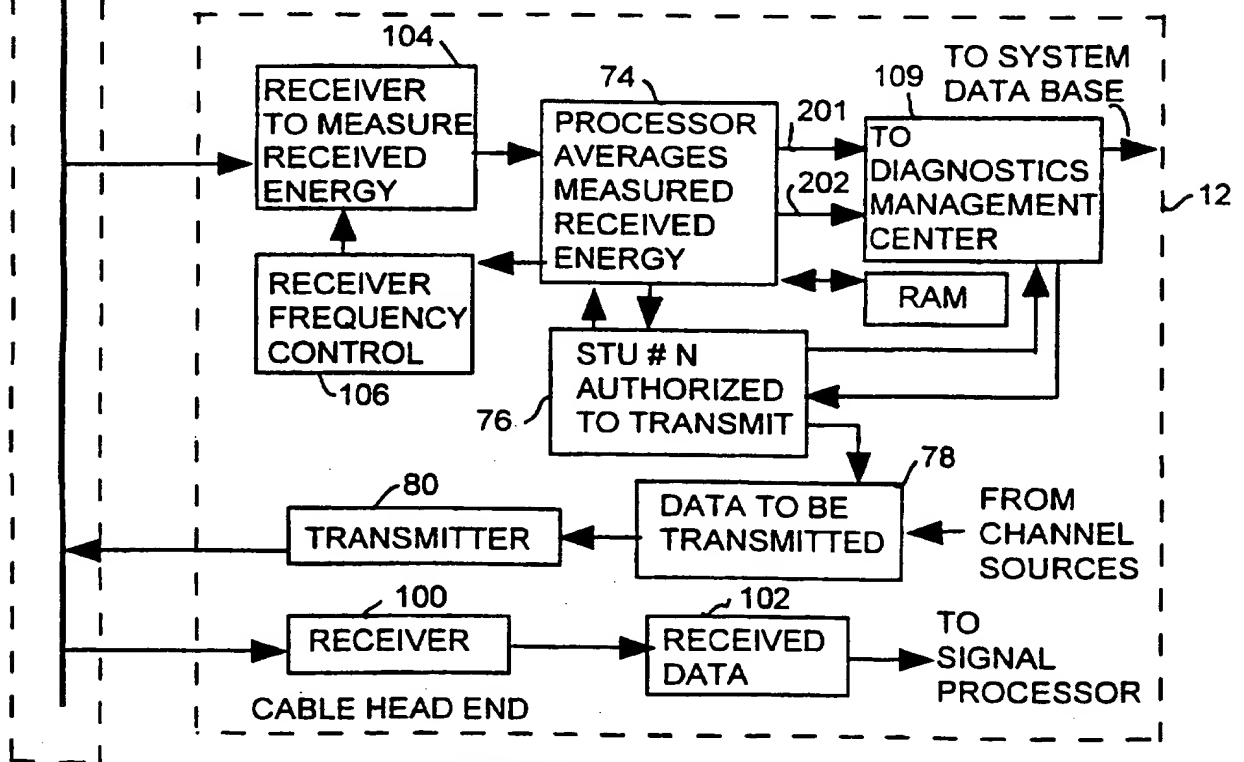 104
RECEIVER
TO MEASURE
RECEIVED
ENERGY
74
PROCESSOR
AVERAGES
MEASURED
RECEIVED
ENERGY
201
202
TO SYSTEM
DATA BASE
109
TO
DIAGNOSTICS
MANAGEMENT
CENTER
12
RECEIVER
FREQUENCY
CONTROL
106
RAM
STU # N
AUTHORIZED
TO TRANSMIT
76
78
DATA TO BE
TRANSMITTED
FROM
CHANNEL
SOURCES
80
TRANSMITTER
100
RECEIVER
102
RECEIVED
DATA
TO
SIGNAL
PROCESSOR
CABLE HEAD END